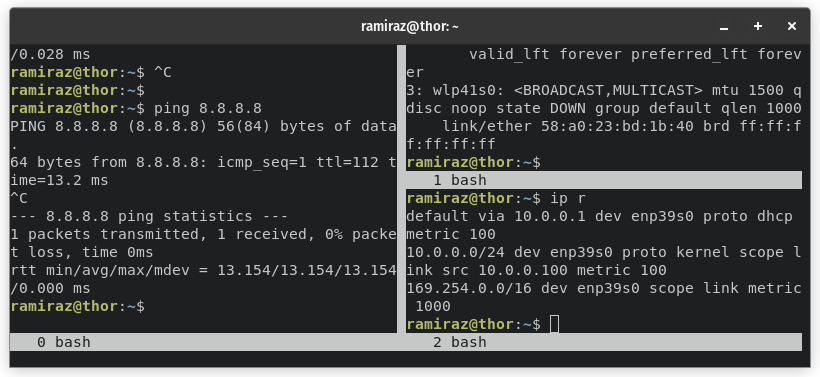 ramiraz@thor: ~
/0.028 ms
ramiraz@thor:~$ ^C
ramiraz@thor:~$
ramiraz@thor:~$ ping 8.8.8.8
PING 8.8.8.8 (8.8.8.8) 56(84) bytes of data
.
64 bytes from 8.8.8.8: icmp_seq=1 ttl=112 t
ime=13.2 ms
^C
--- 8.8.8.8 ping statistics ---
1 packets transmitted, 1 received, 0% packe
t loss, time 0ms
rtt min/avg/max/mdev = 13.154/13.154/13.154
/0.000 ms
ramiraz@thor:~$
0 bash
valid_lft forever preferred_lft forev
er
3: wlp41s0: <BROADCAST,MULTICAST> mtu 1500 q
disc noop state DOWN group default qlen 1000
link/ether 58:a0:23:bd:1b:40 brd ff:ff:f
f:ff:ff:ff
ramiraz@thor:~$
1 bash
ramiraz@thor:~$ ip r
default via 10.0.0.1 dev enp39s0 proto dhcp
metric 100
10.0.0.0/24 dev enp39s0 proto kernel scope l
ink src 10.0.0.100 metric 100
169.254.0.0/16 dev enp39s0 scope link metric
1000
ramiraz@thor:~$
2 bash